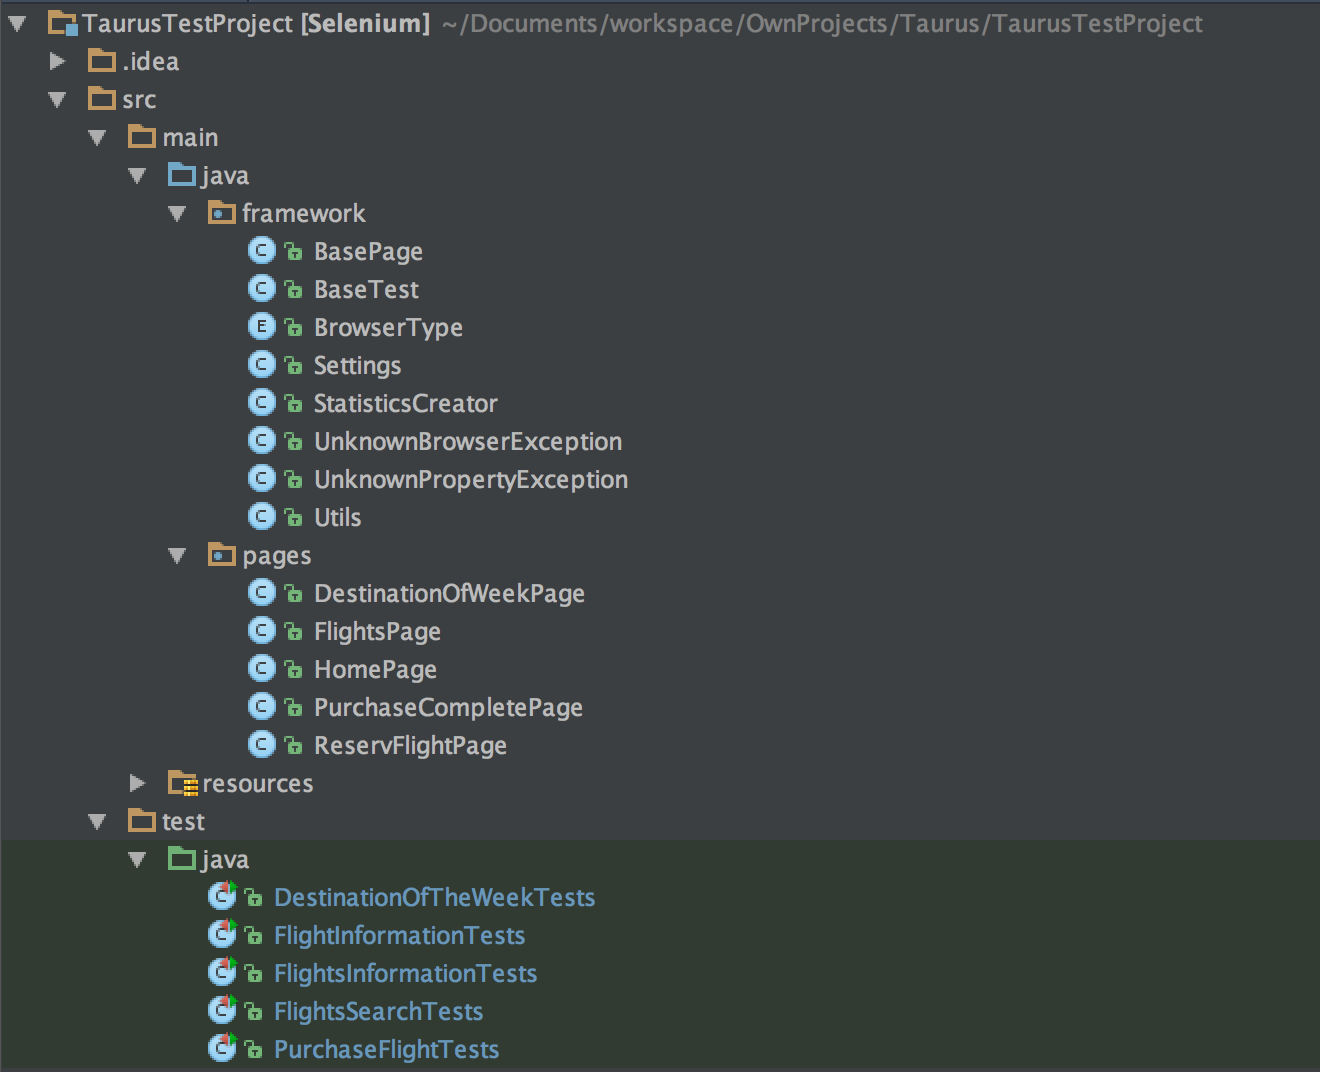 TaurusTestProject [Selenium] ~/Documents/workspace/OwnProjects/Taurus/TaurusTestProject
.idea
src
main
java
framework
C BasePage
C BaseTest
E BrowserType
C Settings
C StatisticsCreator
C UnknownBrowserException
C UnknownPropertyException
C Utils
pages
C DestinationOfWeekPage
C FlightsPage
C HomePage
C PurchaseCompletePage
C ReservFlightPage
resources
test
java
C DestinationOfTheWeekTests
C FlightInformationTests
C FlightsInformationTests
C FlightsSearchTests
C PurchaseFlightTests